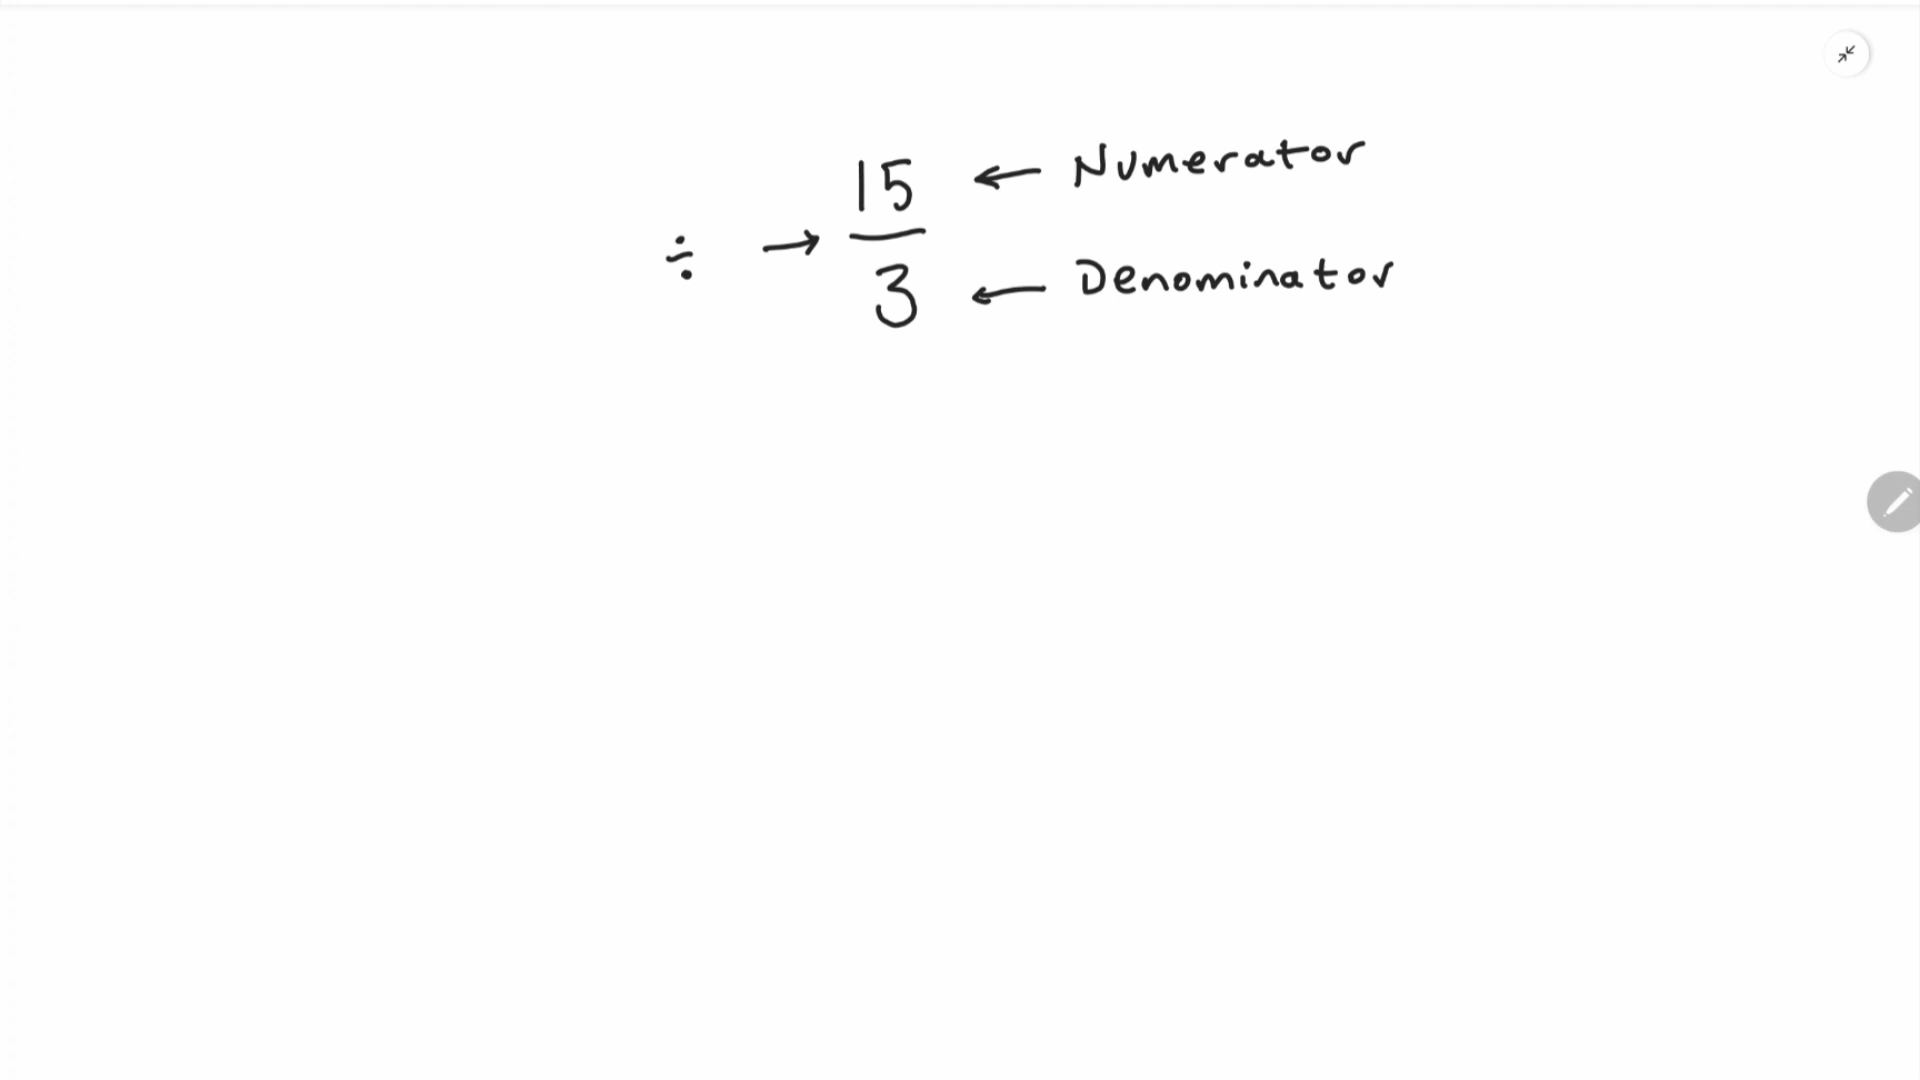 15 ← Numerator
÷ →
3 ← Denominator